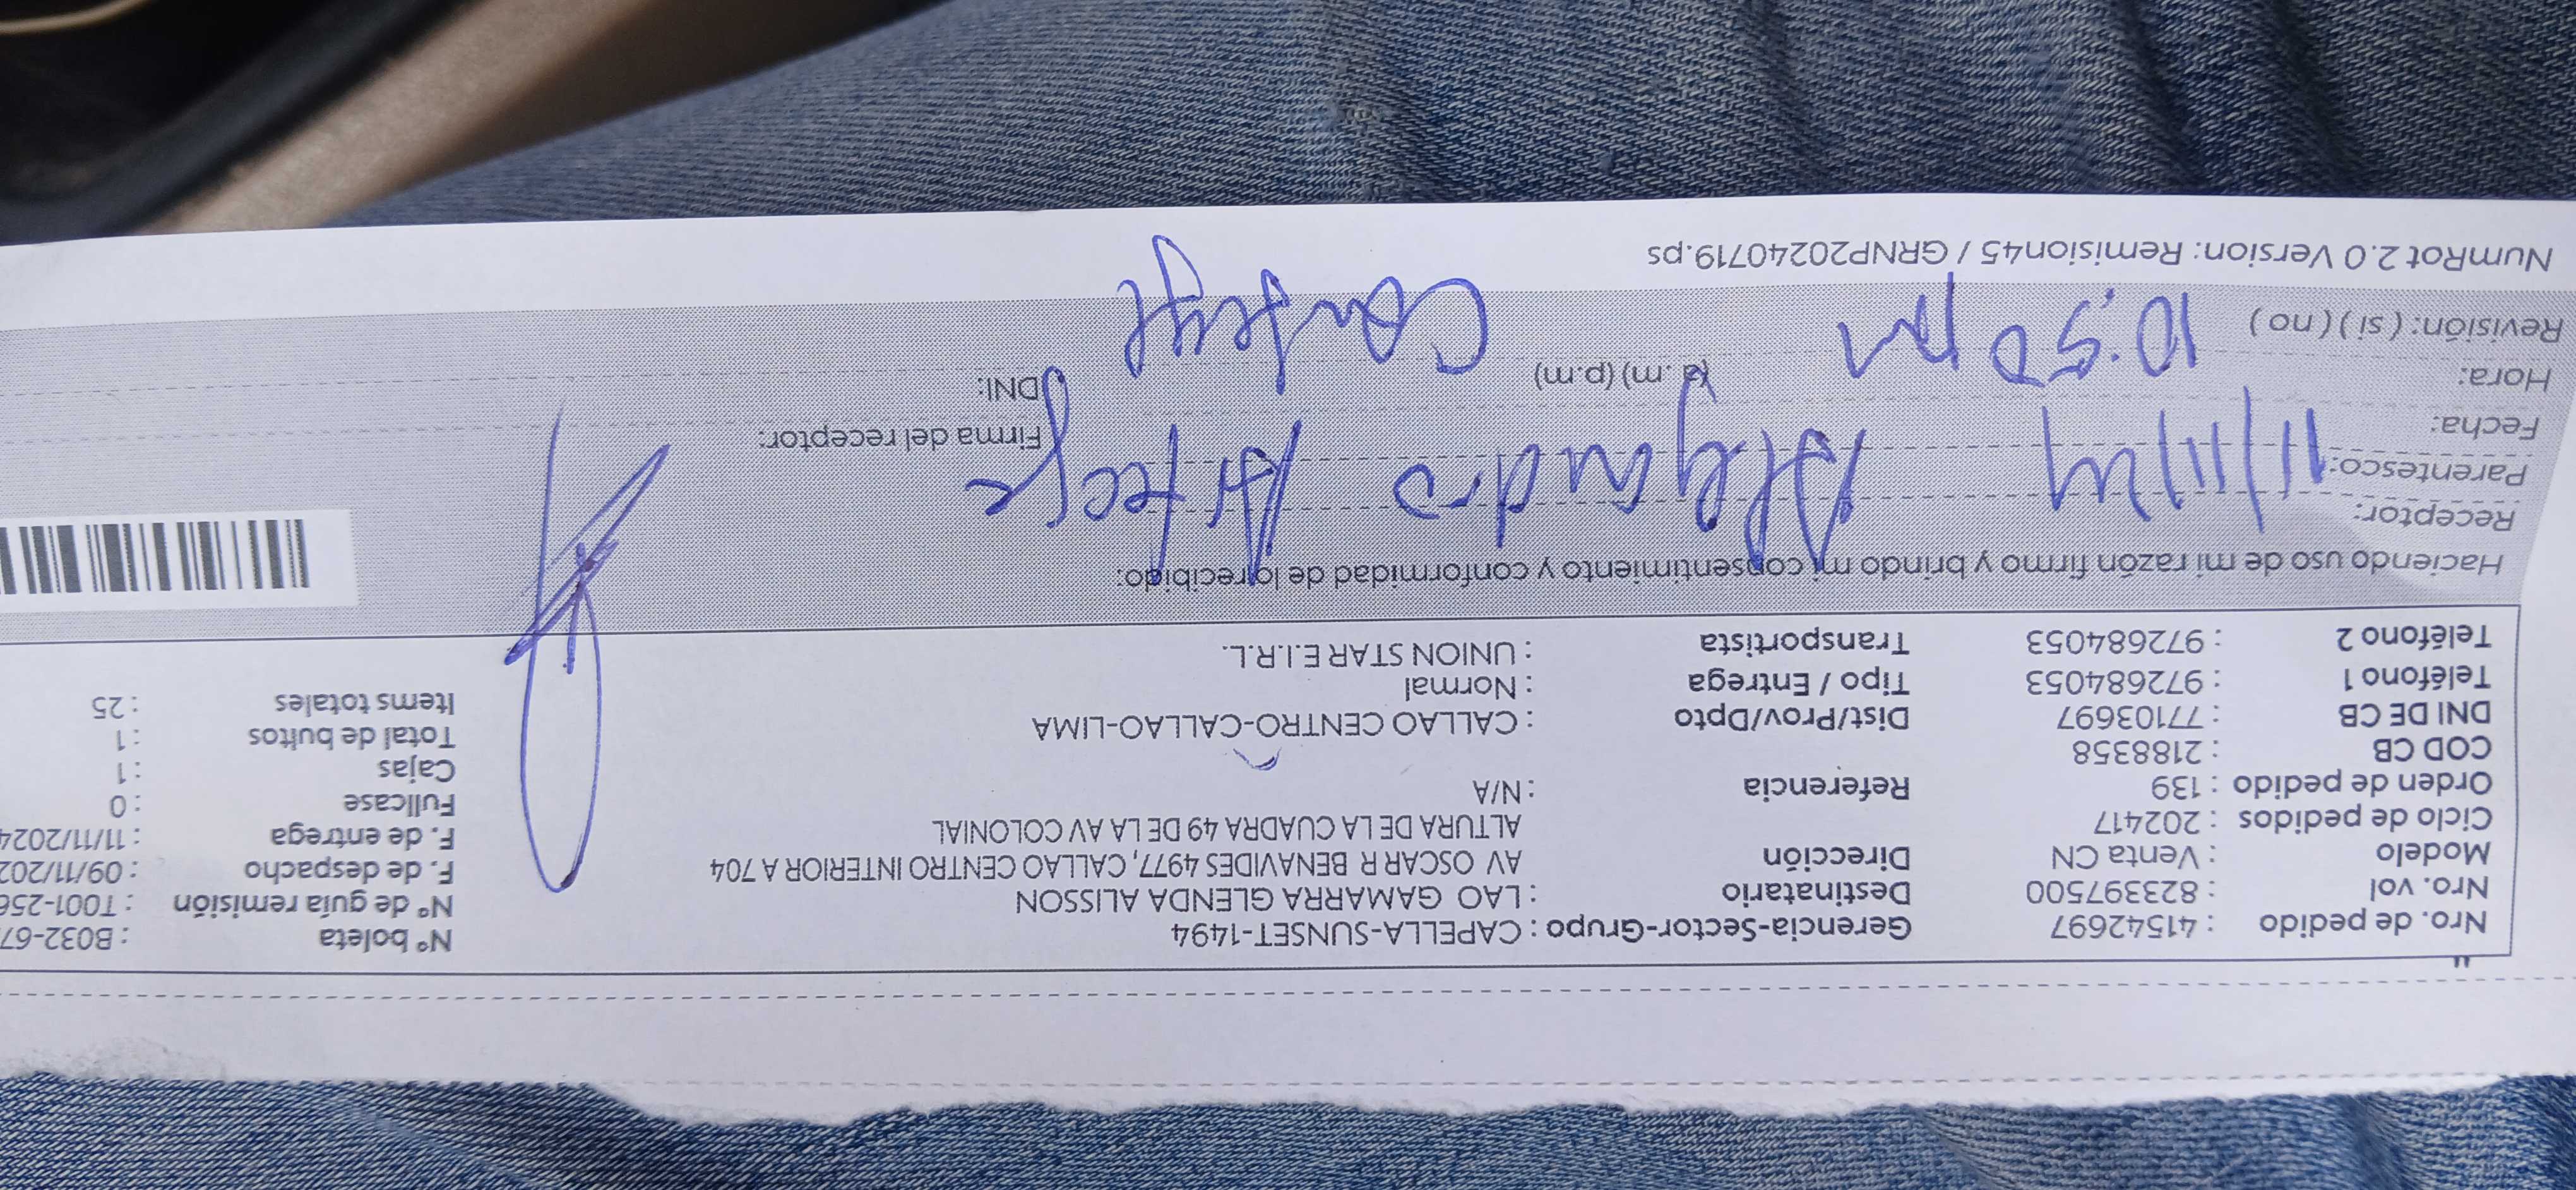 Nro. de pedido : 41542697 Gerencia-Sector-Grupo : CAPELLA-SUNSET-1494 N° boleta : B032-67
Nro. vol : 823397500 Destinatario : LAO GAMARRA GLENDA ALISSON N° de guía remisión : T001-256
Modelo : Venta CN Dirección AV OSCAR R BENAVIDES 4977, CALLAO CENTRO INTERIOR A 704 F. de despacho : 09/11/202
Ciclo de pedidos : 202417 ALTURA DE LA CUADRA 49 DE LA AV COLONIAL F. de entrega : 11/11/2024
Orden de pedido : 139 Referencia : N/A Fullcase : 0
COD CB : 2188358 Cajas : 1
DNI DE CB : 77103697 Dist/Prov/Dpto : CALLAO CENTRO-CALLAO-LIMA Total de bultos : 1
Teléfono 1 : 972684053 Tipo / Entrega : Normal Items totales : 25
Teléfono 2 : 972684053 Transportista : UNION STAR E.I.R.L.
Haciendo uso de mi razón firmo y brindo mi consentimiento y conformidad de lo recibido:
Receptor:
Parentesco: 11/11/24 Alejandro
Fecha: Firma del receptor:
Hora: (a.m) (p.m) DNI:
Revisión: ( si ) ( no ) 10:50 pm
NumRot 2.0 Version: Remision45 / GRNP20240719.ps